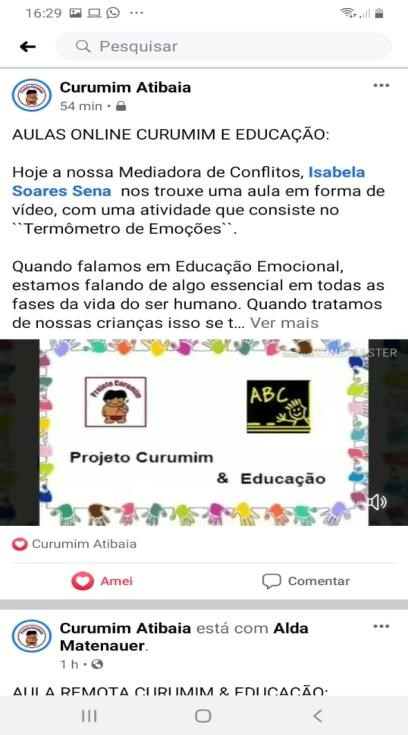 16:29
Pesquisar
Curumim Atibaia
54 min
AULAS ONLINE CURUMIM E EDUCAÇÃO:
Hoje a nossa Mediadora de Conflitos, Isabela
Soares Sena nos trouxe uma aula em forma de
vídeo, com uma atividade que consiste no
``Termômetro de Emoções``.
Quando falamos em Educação Emocional,
estamos falando de algo essencial em todas as
fases da vida do ser humano. Quando tratamos
de nossas crianças isso se t... Ver mais
Projeto Curumim
ABC
Projeto Curumim
& Educação
Curumim Atibaia
Amei
Comentar
Curumim Atibaia está com Alda
Matenauer.
1 h
AULA REMOTA CURUMIM & EDUCAÇÃO: